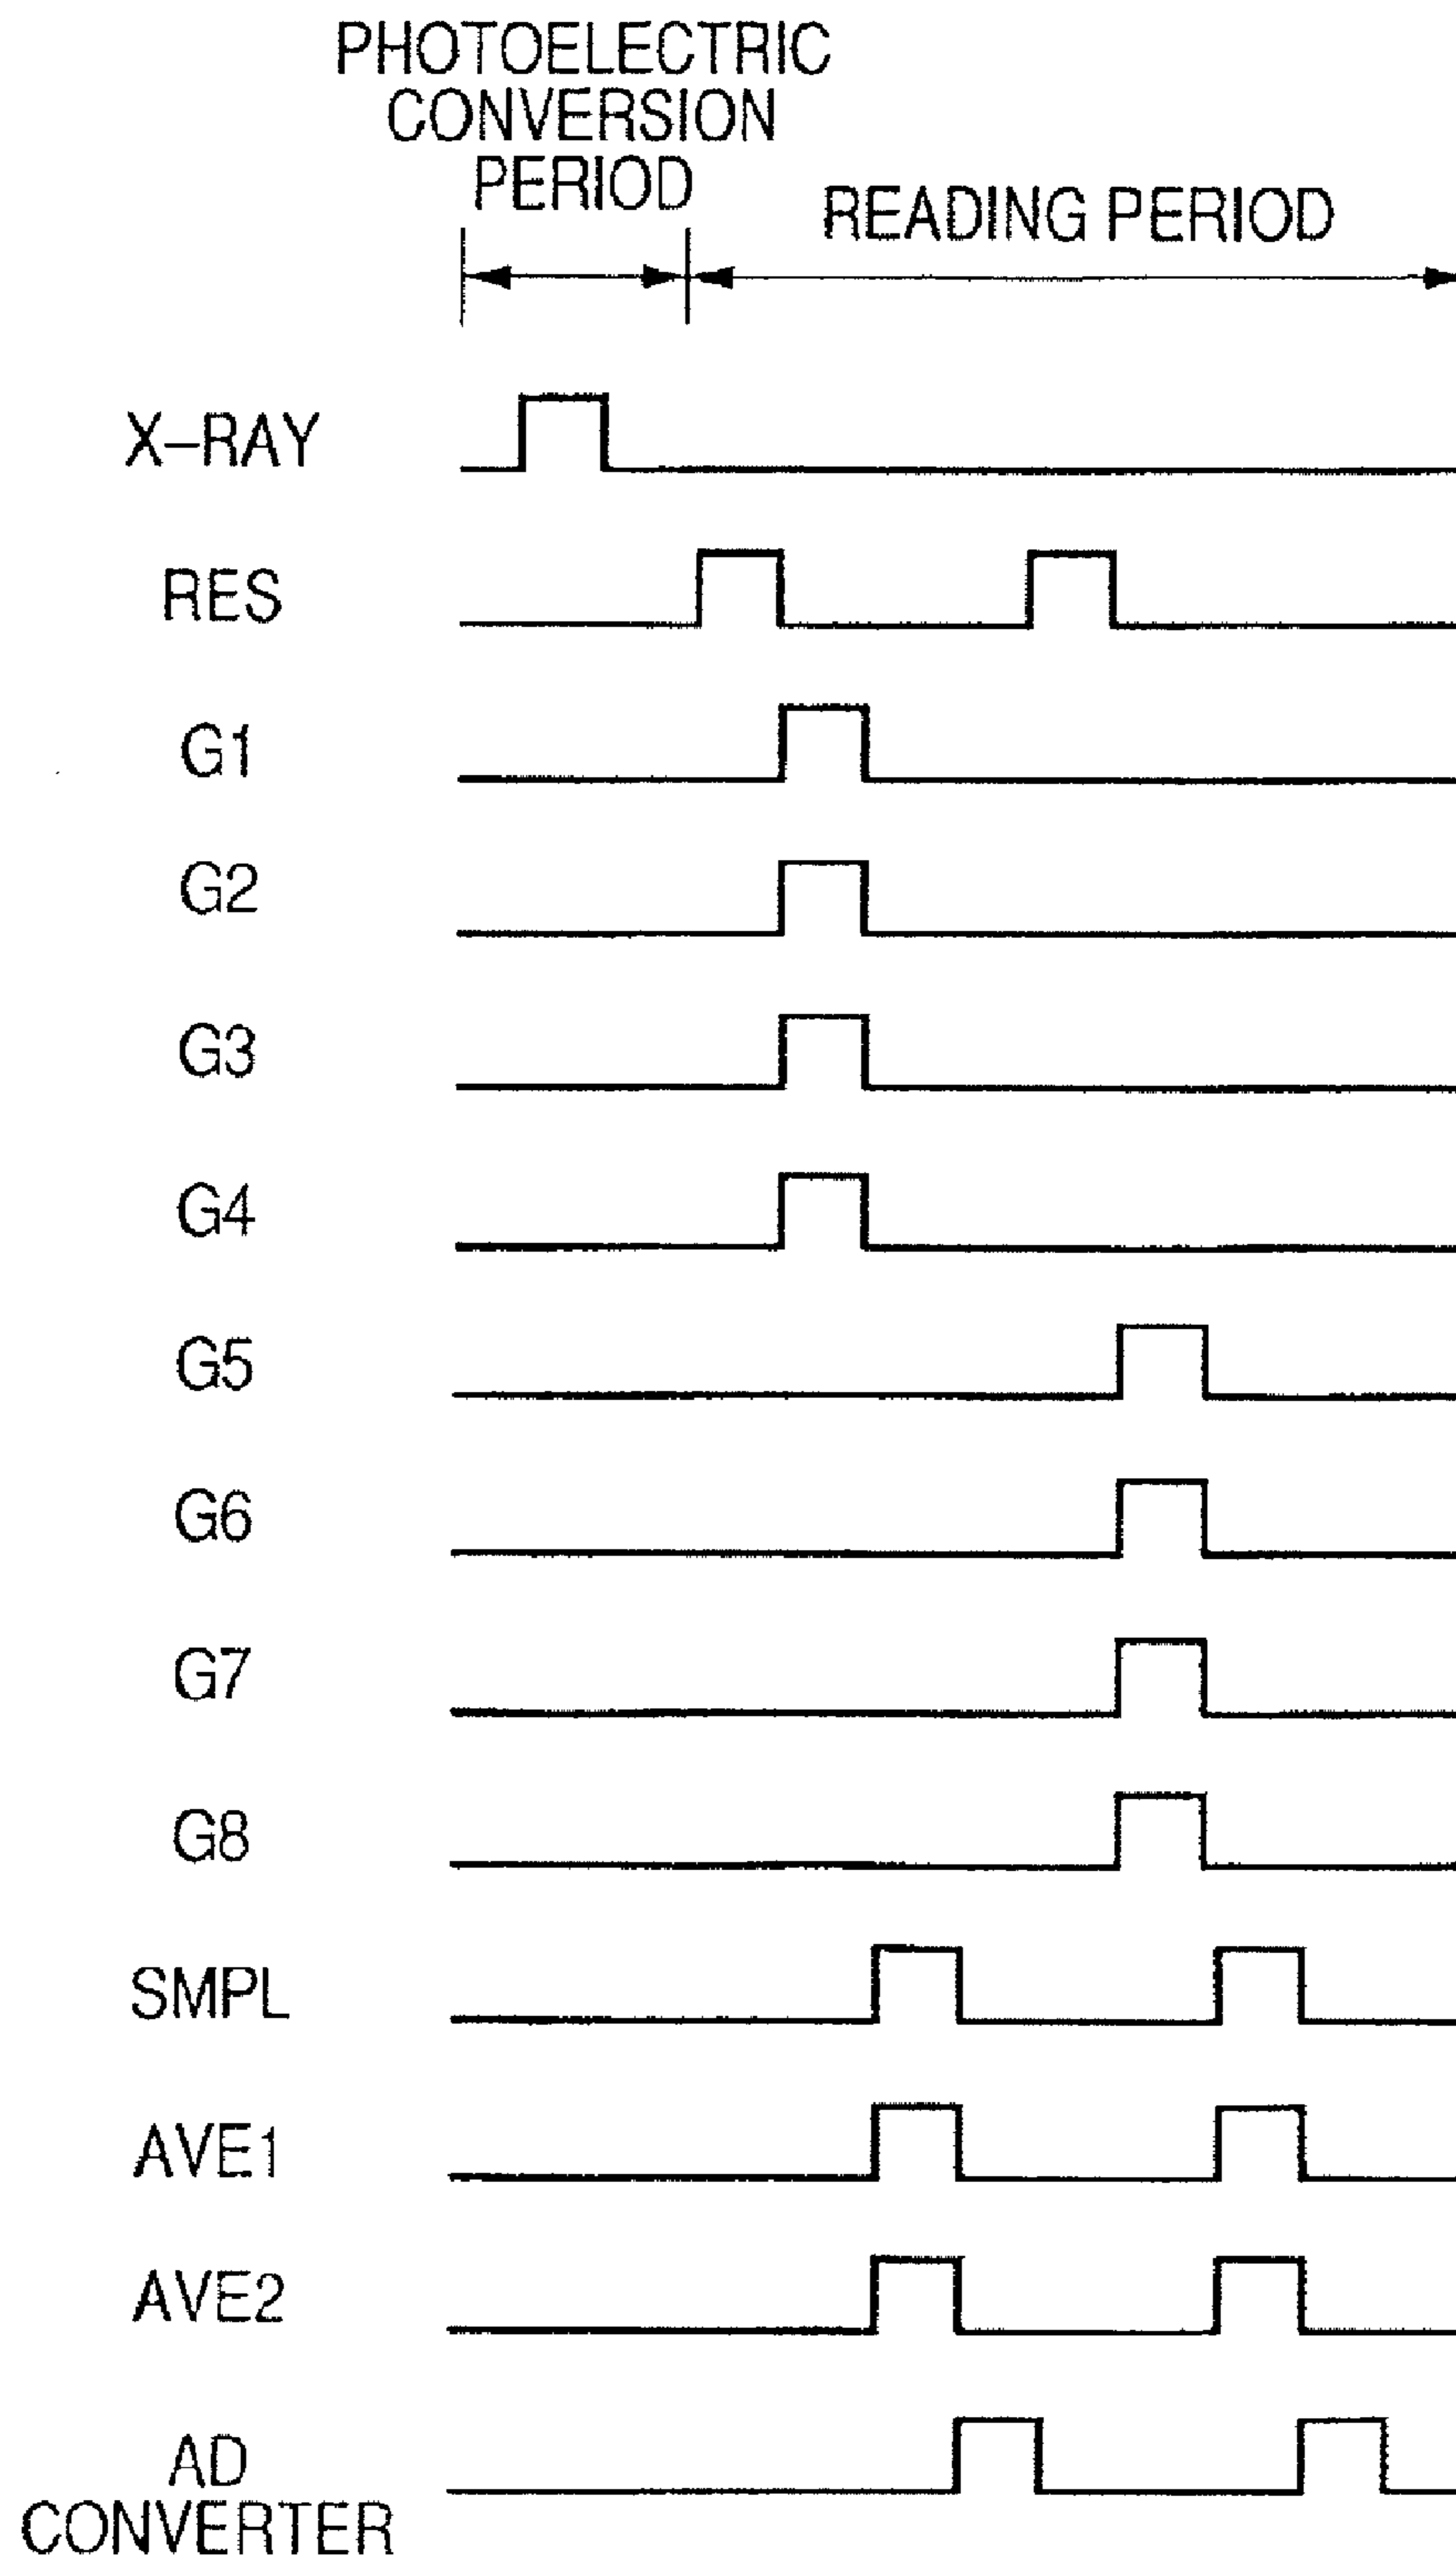 PHOTOELECTRIC
CONVERSION
PERIOD
READING PERIOD
X-RAY
RES
G1
G2
G3
G4
G5
G6
G7
G8
SMPL
AVE1
AVE2
AD
CONVERTER